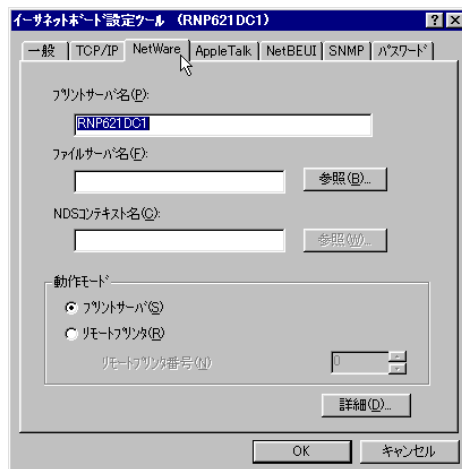 ｲｰｻﾈｯﾄﾎﾞｰﾄﾞ設定ﾂｰﾙ (RNP621DC1)
一般 TCP/IP NetWare AppleTalk NetBEUI SNMP ﾊﾟｽﾜｰﾄﾞ
ﾌﾟﾘﾝﾄｻｰﾊﾞ名(P):
RNP621DC1
ﾌｧｲﾙｻｰﾊﾞ名(F):
参照(B)...
NDSｺﾝﾃｷｽﾄ名(C):
参照(W)...
動作ﾓｰﾄﾞ
ﾌﾟﾘﾝﾄｻｰﾊﾞ(S)
ﾘﾓｰﾄﾌﾟﾘﾝﾀ(R)
ﾘﾓｰﾄﾌﾟﾘﾝﾀ番号(N) 0
詳細(D)...
OK ｷｬﾝｾﾙ